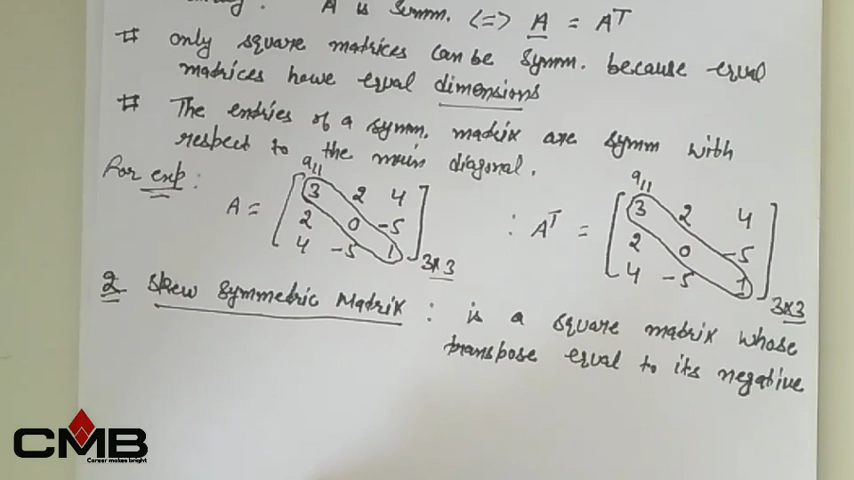 A is Symm. <=> A = A^T
# only square matrices can be Symm. because equal
matrices have equal dimensions
# The entries of a symm. matrix are symm with
respect to the main diagonal.
For exp : A = [ 3 2 4 : A^T = [ 3 2 4
2 0 -5 2 0 -5
4 -5 1 ] 3x3 4 -5 1 ] 3x3
a11 a11
2 Skew Symmetric Matrix : is a square matrix whose
transpose equal to its negative
CMB
Career makes bright